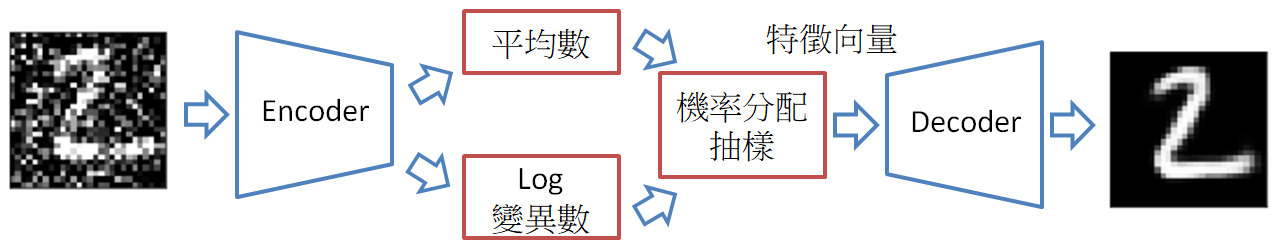 Encoder
平均數
Log
變異數
機率分配
抽樣
特徵向量
Decoder